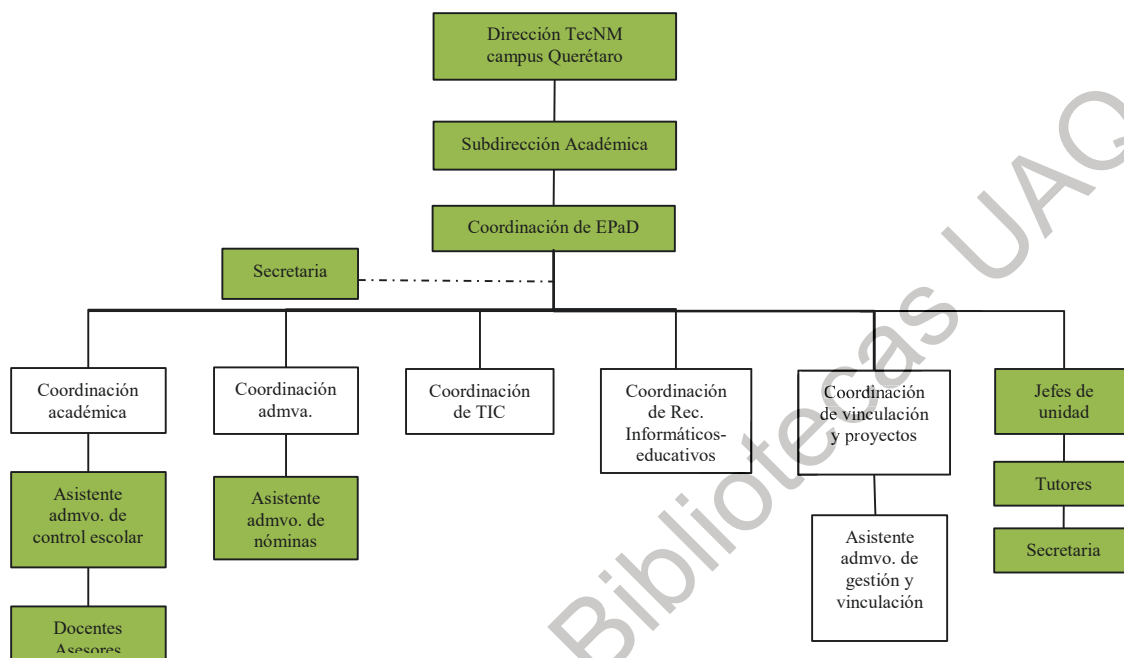 Dirección TecNM
campus Querétaro
Subdirección Académica
Coordinación de EPaD
Secretaria
Coordinación
académica
Coordinación
admva.
Coordinación
de TIC
Coordinación
de Rec.
Informáticos-
educativos
Coordinación
de vinculación
y proyectos
Jefes de
unidad
Asistente
admvo. de
control escolar
Asistente
admvo. de
nóminas
Asistente
admvo. de
gestión y
vinculación
Tutores
Secretaria
Docentes
Asesores
Bibliotecas UAQ